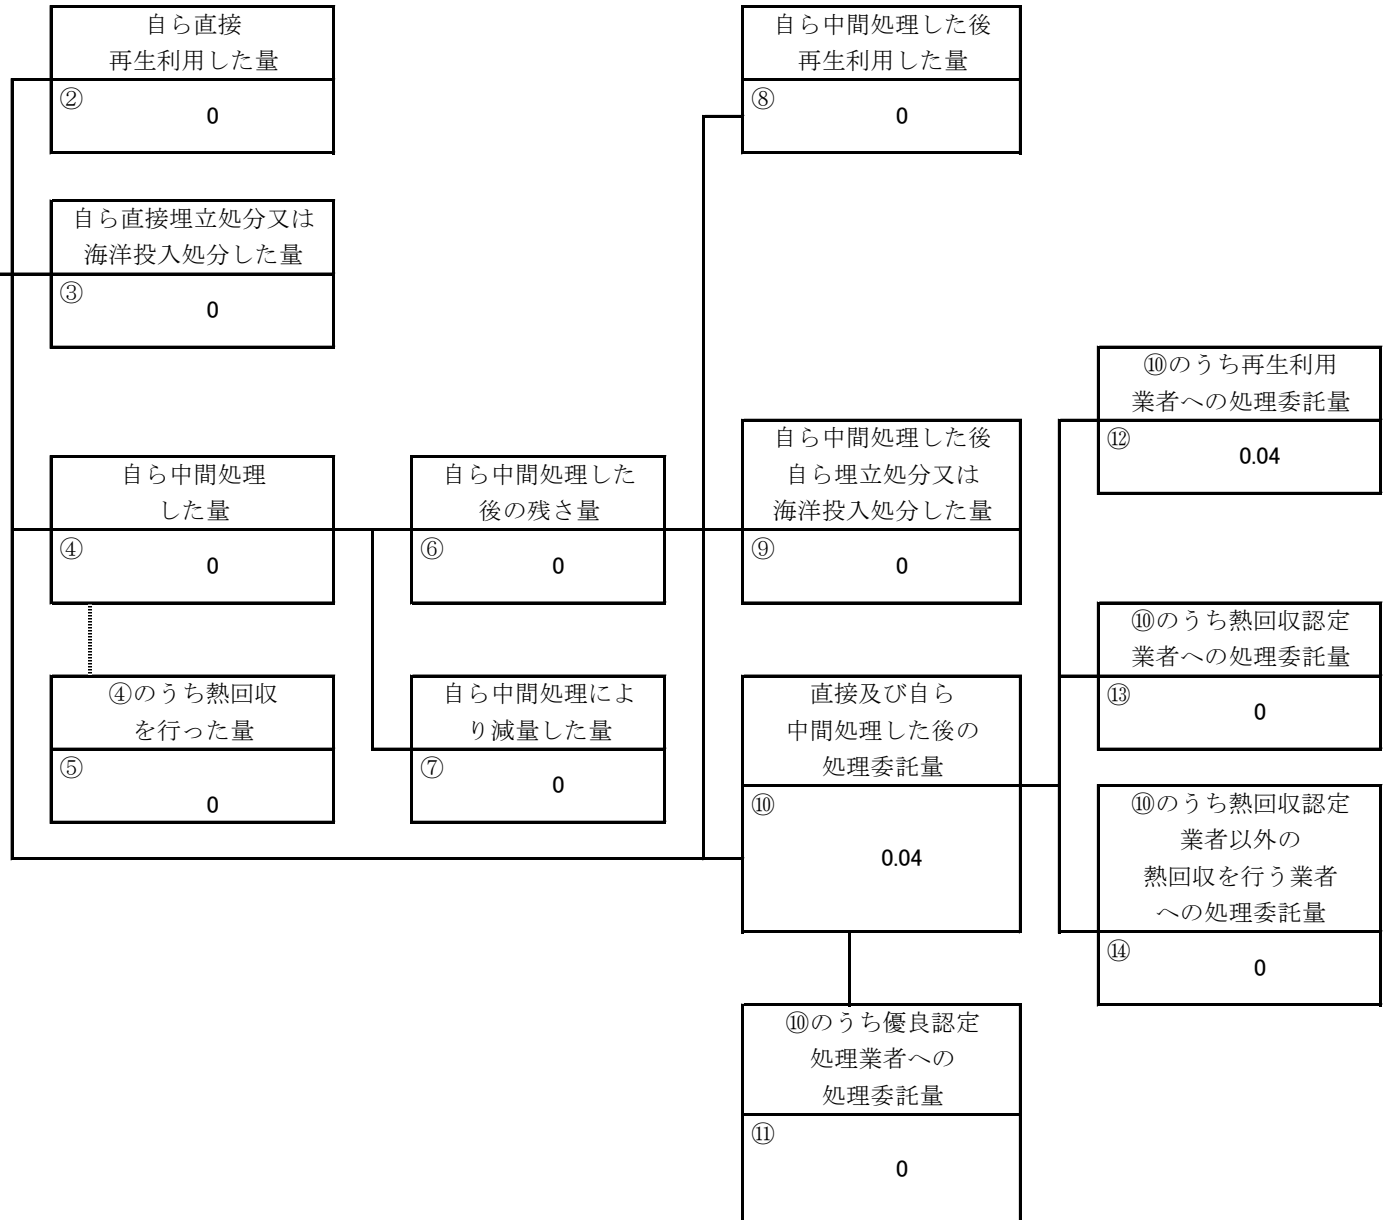 自ら直接
再生利用した量
②
0
自ら直接埋立処分又は
海洋投入処分した量
③
0
自ら中間処理
した量
④
0
④のうち熱回収
を行った量
⑤
0
自ら中間処理した
後の残さ量
⑥
0
自ら中間処理によ
り減量した量
⑦
0
自ら中間処理した後
再生利用した量
⑧
0
自ら中間処理した後
自ら埋立処分又は
海洋投入処分した量
⑨
0
直接及び自ら
中間処理した後の
処理委託量
⑩
0.04
⑩のうち優良認定
処理業者への
処理委託量
⑪
0
⑩のうち再生利用
業者への処理委託量
⑫
0.04
⑩のうち熱回収認定
業者への処理委託量
⑬
0
⑩のうち熱回収認定
業者以外の
熱回収を行う業者
への処理委託量
⑭
0